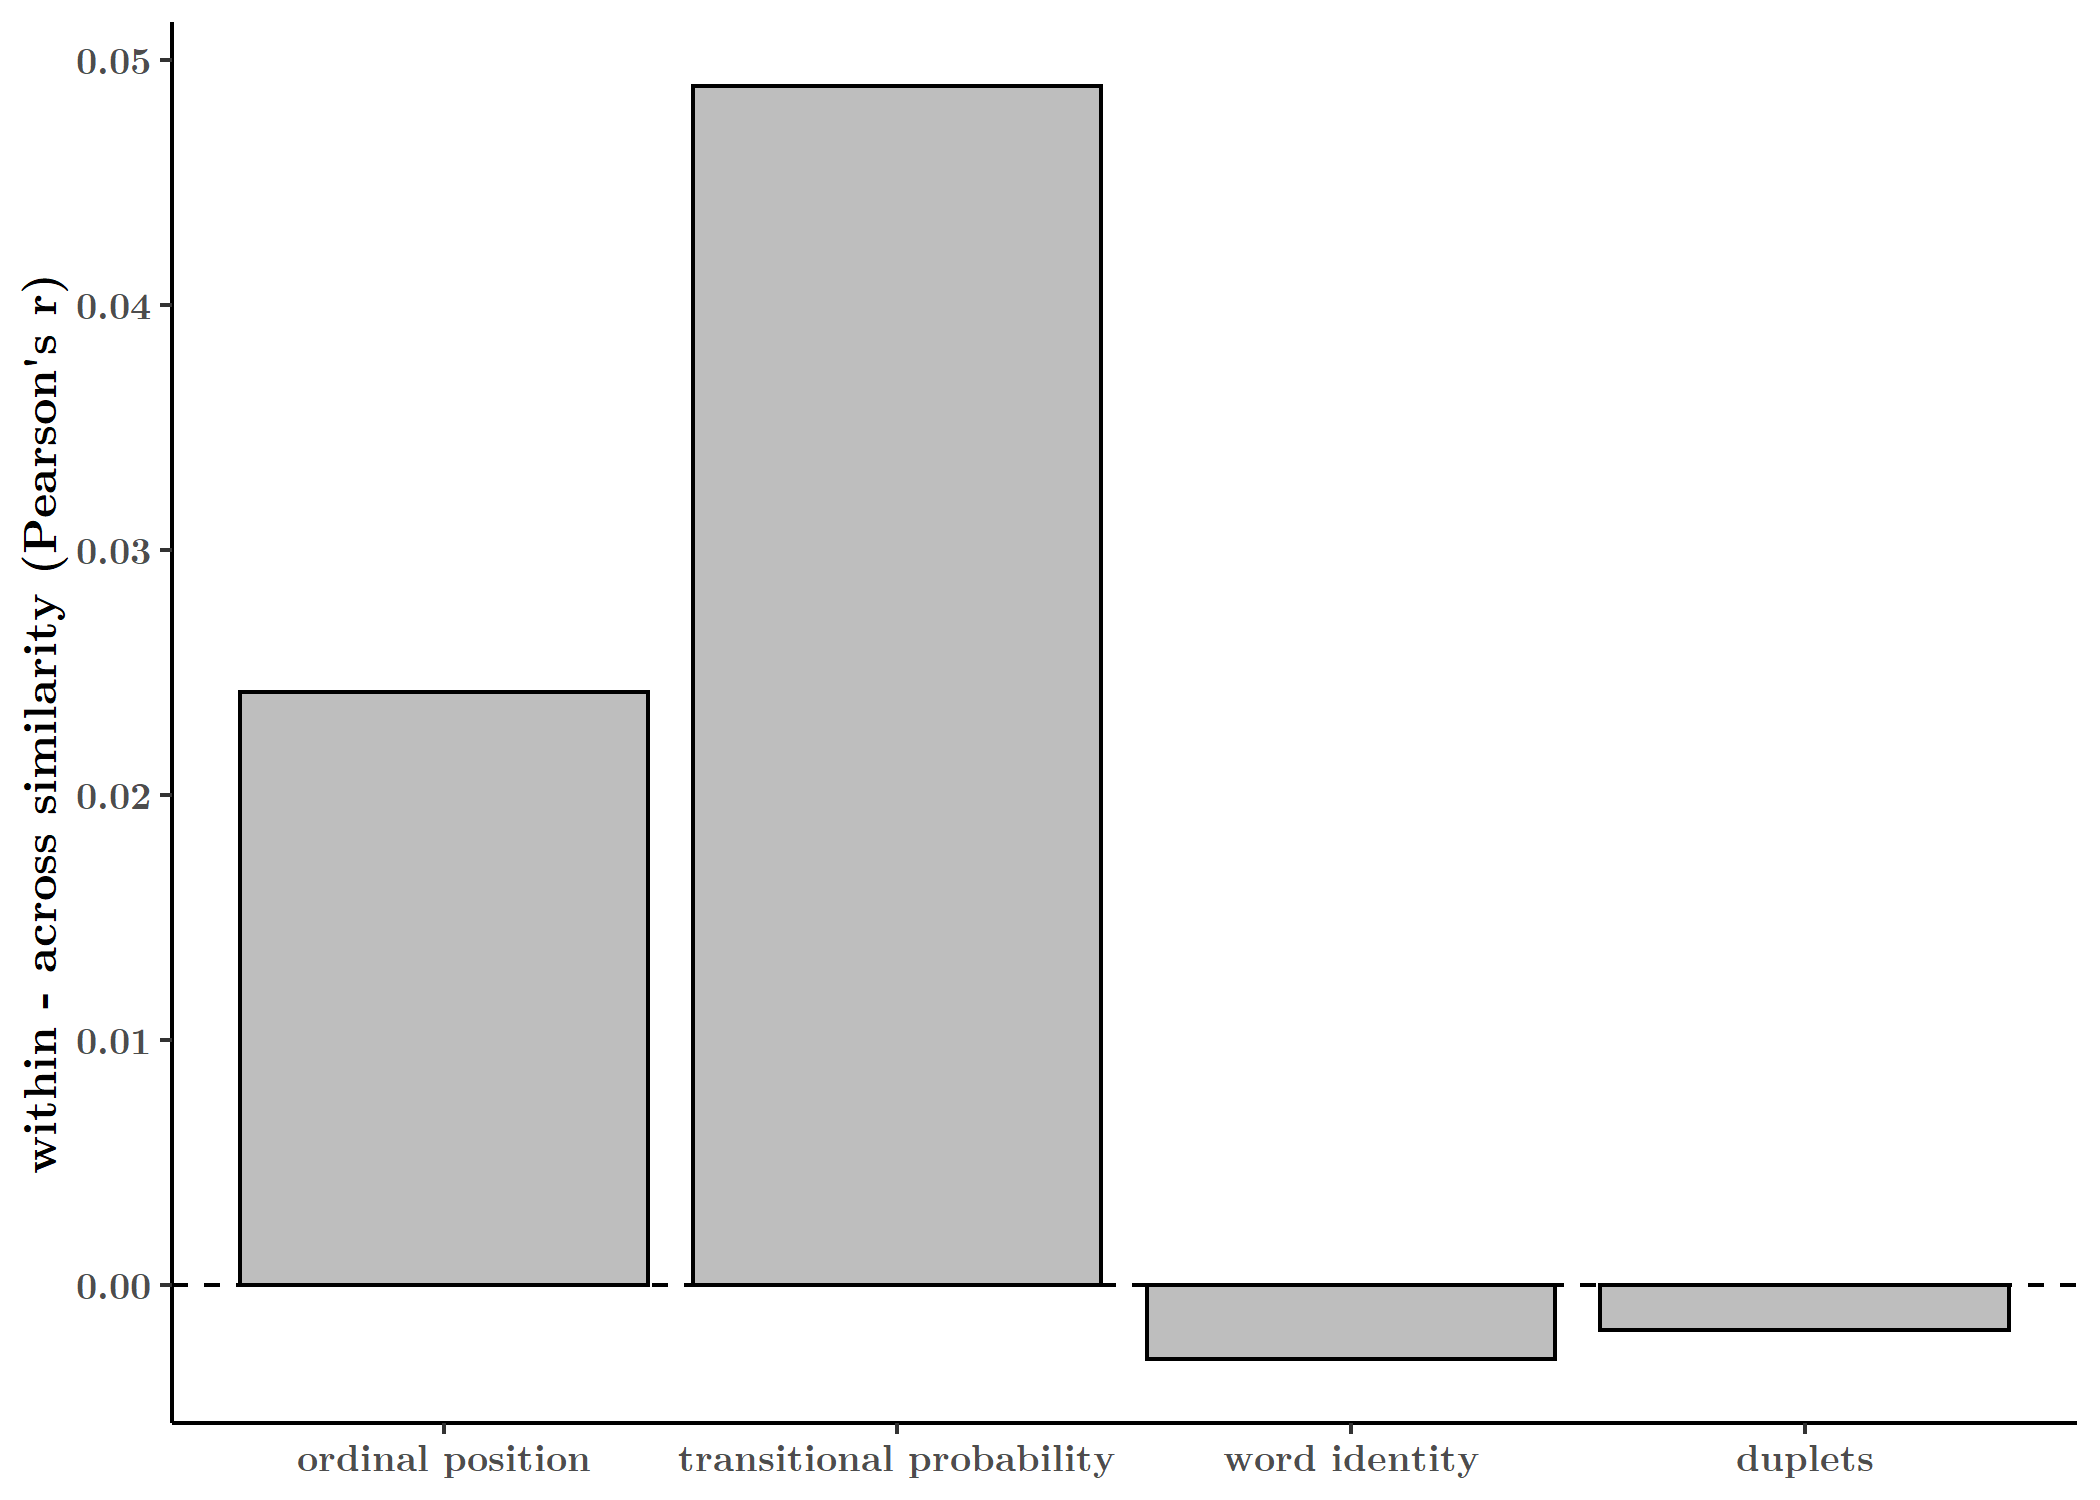 within - across similarity (Pearson's r)
0.05
0.04
0.03
0.02
0.01
0.00
ordinal position
transitional probability
word identity
duplets